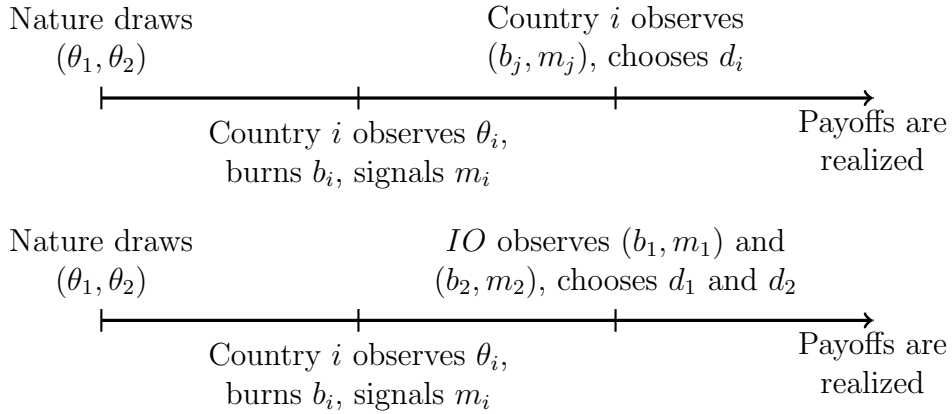 Nature draws
(θ₁, θ₂)
Country i observes
(bⱼ, mⱼ), chooses dᵢ
Country i observes θᵢ,
burns bᵢ, signals mᵢ
Payoffs are
realized
Nature draws
(θ₁, θ₂)
IO observes (b₁, m₁) and
(b₂, m₂), chooses d₁ and d₂
Country i observes θᵢ,
burns bᵢ, signals mᵢ
Payoffs are
realized